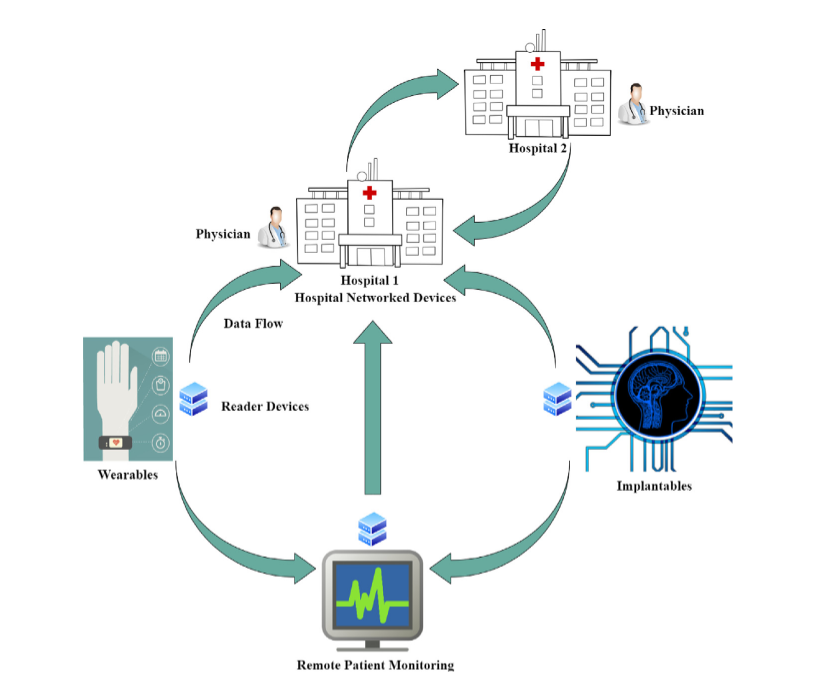 Physician
Hospital 2
Physician
Hospital 1
Hospital Networked Devices
Data Flow
Reader Devices
Wearables
Implantables
Remote Patient Monitoring